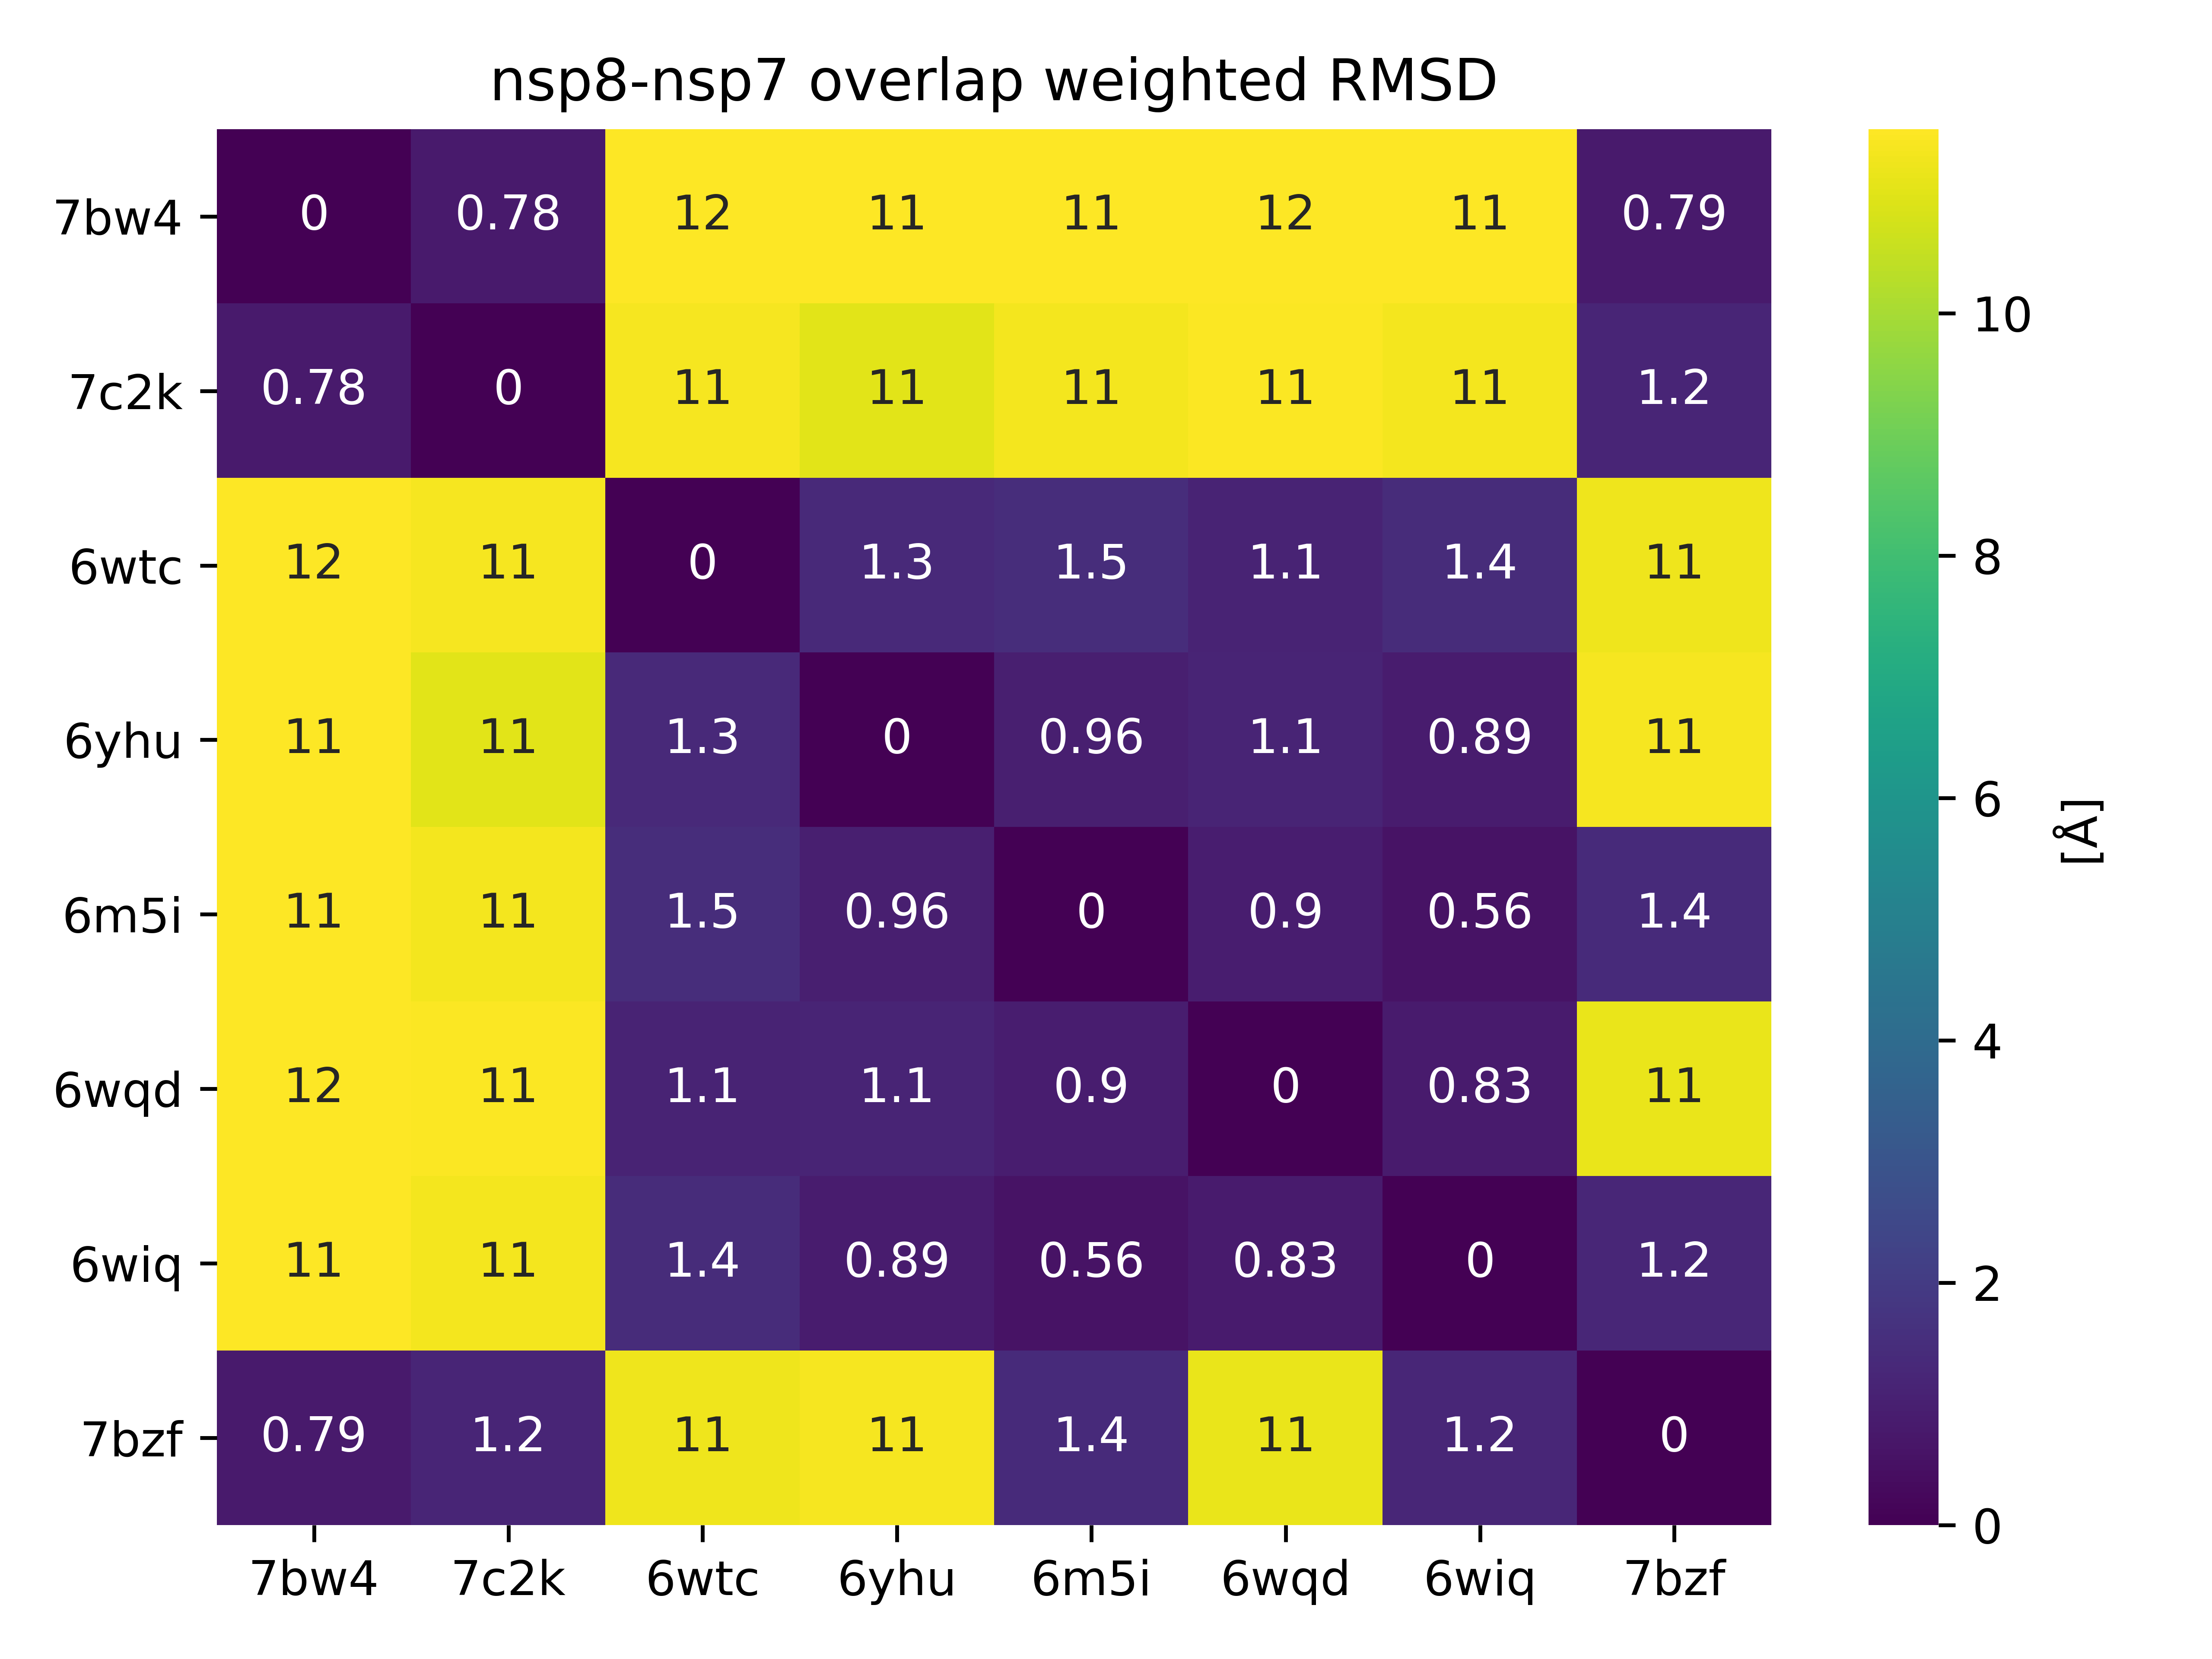 nsp8-nsp7 overlap weighted RMSD
7bw4 0 0.78 12 11 11 12 11 0.79
7c2k 0.78 0 11 11 11 11 11 1.2
6wtc 12 11 0 1.3 1.5 1.1 1.4 11
6yhu 11 11 1.3 0 0.96 1.1 0.89 11
6m5i 11 11 1.5 0.96 0 0.9 0.56 1.4
6wqd 12 11 1.1 1.1 0.9 0 0.83 11
6wiq 11 11 1.4 0.89 0.56 0.83 0 1.2
7bzf 0.79 1.2 11 11 1.4 11 1.2 0
7bw4 7c2k 6wtc 6yhu 6m5i 6wqd 6wiq 7bzf
10
8
6
4
2
0
[Å]